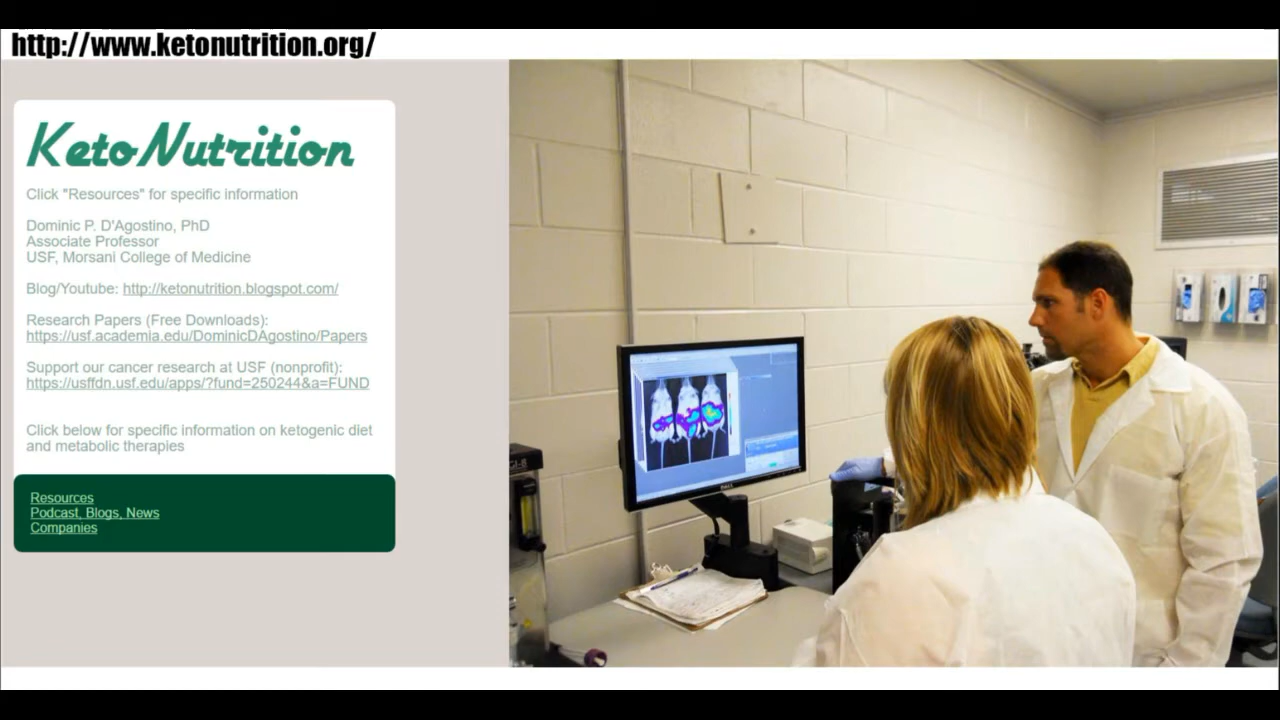 http://www.ketonutrition.org/
KetoNutrition
Click "Resources" for specific information
Dominic P. D'Agostino, PhD
Associate Professor
USF, Morsani College of Medicine
Blog/Youtube: http://ketonutrition.blogspot.com/
Research Papers (Free Downloads):
https://usf.academia.edu/DominicDAgostino/Papers
Support our cancer research at USF (nonprofit):
https://usffdn.usf.edu/apps/?fund=250244&a=FUND
Click below for specific information on ketogenic diet
and metabolic therapies
Resources
Podcast, Blogs, News
Companies
DELL